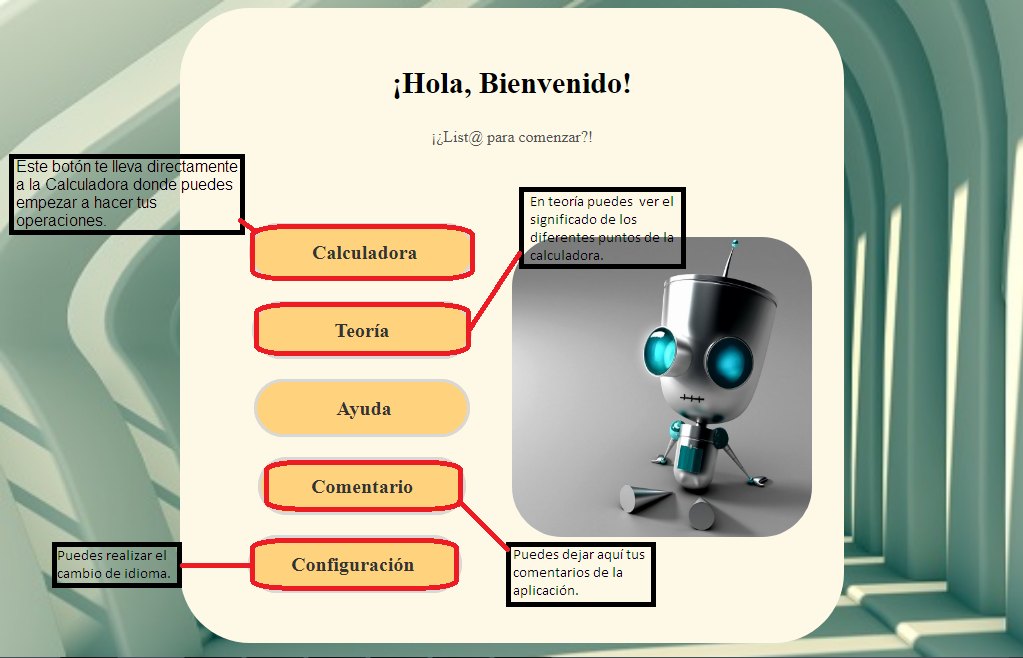 ¡Hola, Bienvenido!
¡¿List@ para comenzar?!
Este botón te lleva directamente
a la Calculadora donde puedes
empezar a hacer tus
operaciones.
En teoría puedes  ver el
significado de los
diferentes puntos de la
calculadora.
Calculadora
Teoría
Ayuda
Comentario
Configuración
Puedes realizar el
cambio de idioma.
Puedes dejar aquí tus
comentarios de la
aplicación.